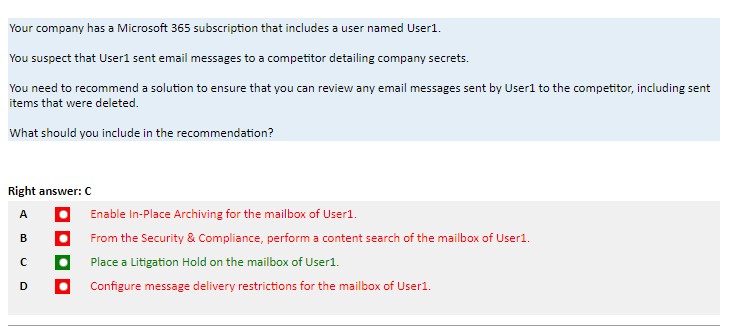 Your company has a Microsoft 365 subscription that includes a user named User1.
You suspect that User1 sent email messages to a competitor detailing company secrets.
You need to recommend a solution to ensure that you can review any email messages sent by User1 to the competitor, including sent
items that were deleted.
What should you include in the recommendation?
Right answer: C
A Enable In-Place Archiving for the mailbox of User1.
B From the Security & Compliance, perform a content search of the mailbox of User1.
C Place a Litigation Hold on the mailbox of User1.
D Configure message delivery restrictions for the mailbox of User1.